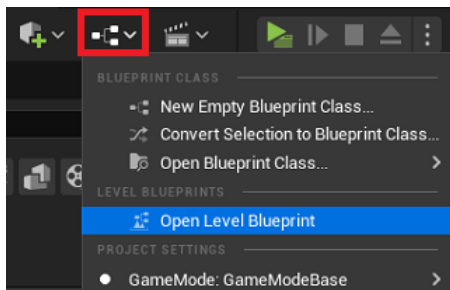 BLUEPRINT CLASS
New Empty Blueprint Class...
Convert Selection to Blueprint Class...
Open Blueprint Class...
LEVEL BLUEPRINTS
Open Level Blueprint
PROJECT SETTINGS
GameMode: GameModeBase